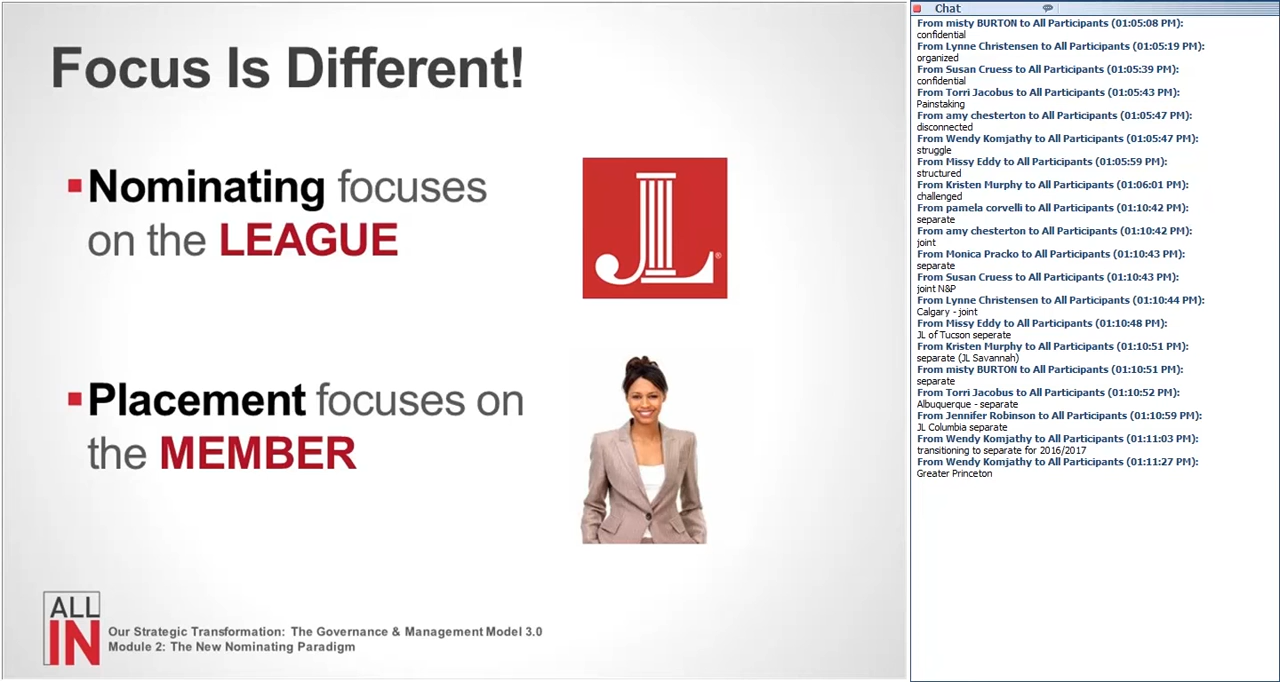 Focus Is Different!
Nominating focuses
on the LEAGUE
JL®
Placement focuses on
the MEMBER
ALL
IN
Our Strategic Transformation: The Governance & Management Model 3.0
Module 2: The New Nominating Paradigm
Chat
From misty BURTON to All Participants (01:05:08 PM):
confidential
From Lynne Christensen to All Participants (01:05:19 PM):
organized
From Susan Cruess to All Participants (01:05:39 PM):
confidential
From Torri Jacobus to All Participants (01:05:43 PM):
Painstaking
From amy chesterton to All Participants (01:05:47 PM):
disconnected
From Wendy Komjathy to All Participants (01:05:47 PM):
struggle
From Missy Eddy to All Participants (01:05:59 PM):
structured
From Kristen Murphy to All Participants (01:06:01 PM):
challenged
From pamela corvelli to All Participants (01:10:42 PM):
separate
From amy chesterton to All Participants (01:10:42 PM):
joint
From Monica Pracko to All Participants (01:10:43 PM):
separate
From Susan Cruess to All Participants (01:10:43 PM):
joint N&P
From Lynne Christensen to All Participants (01:10:44 PM):
Calgary - joint
From Missy Eddy to All Participants (01:10:48 PM):
JL of Tucson seperate
From Kristen Murphy to All Participants (01:10:51 PM):
separate (JL Savannah)
From misty BURTON to All Participants (01:10:51 PM):
separate
From Torri Jacobus to All Participants (01:10:52 PM):
Albuquerque - separate
From Jennifer Robinson to All Participants (01:10:59 PM):
JL Columbia separate
From Wendy Komjathy to All Participants (01:11:03 PM):
transitioning to separate for 2016/2017
From Wendy Komjathy to All Participants (01:11:27 PM):
Greater Princeton